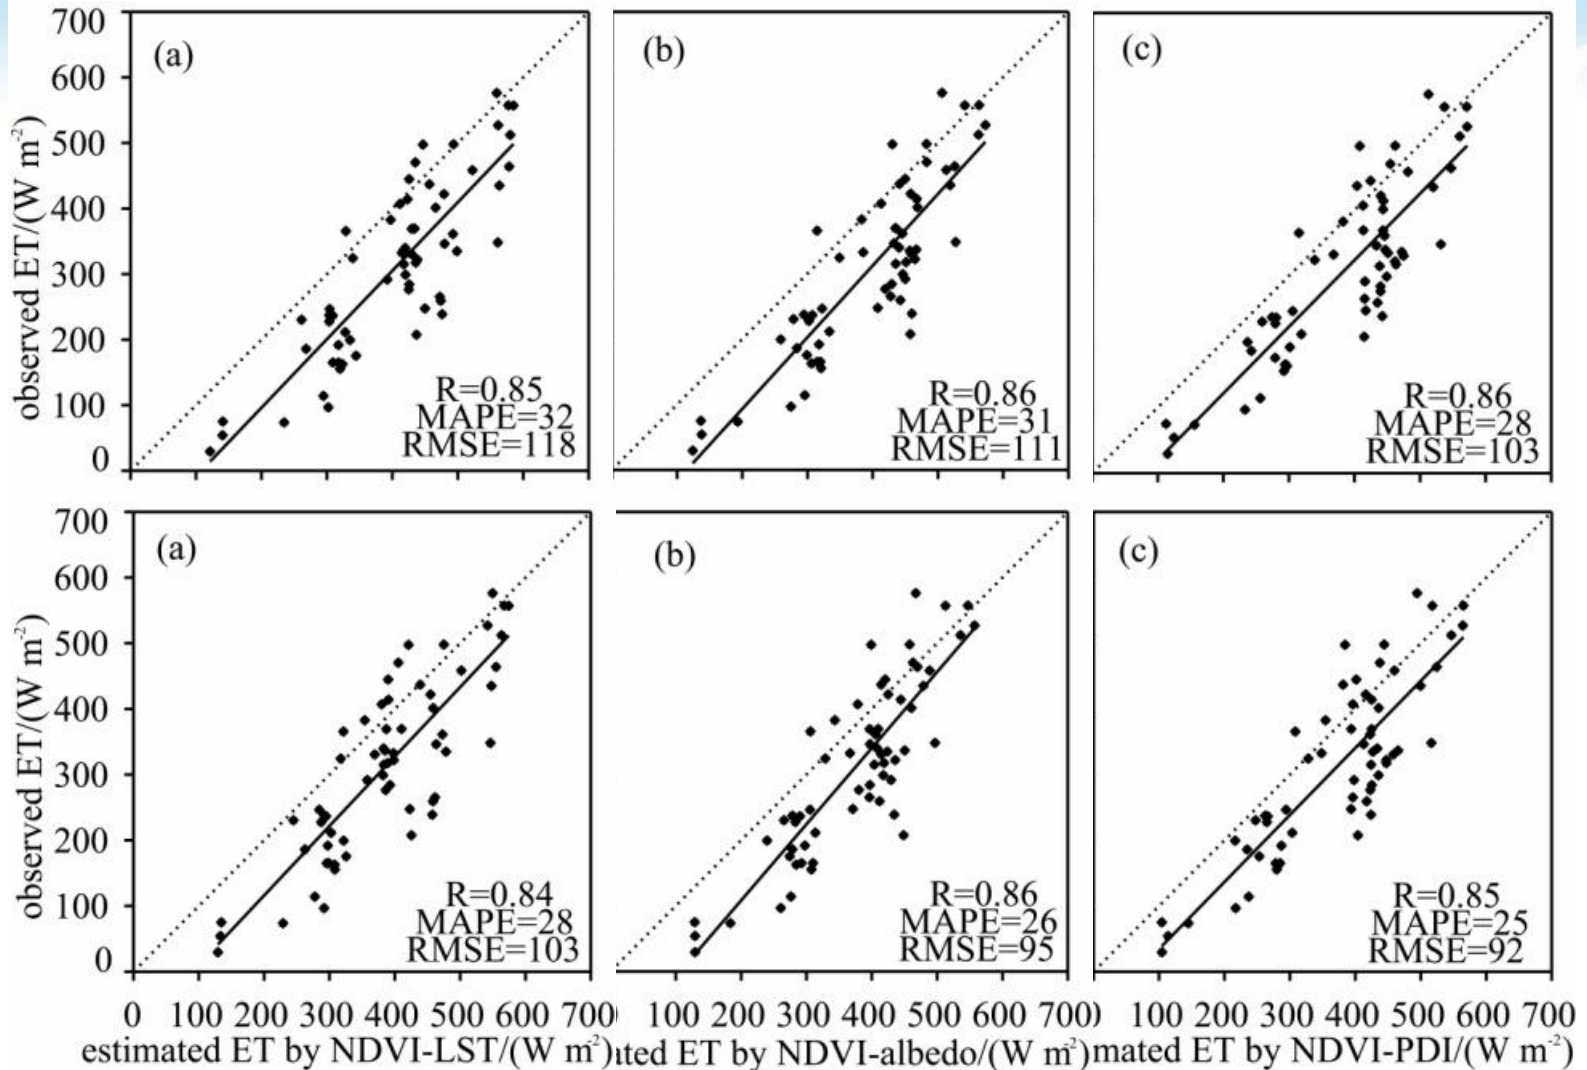 700
600
500
400
300
200
100
0
observed ET/(W m-2)
(a)
R=0.85
MAPE=32
RMSE=118
(b)
R=0.86
MAPE=31
RMSE=111
(c)
R=0.86
MAPE=28
RMSE=103
700
600
500
400
300
200
100
0
observed ET/(W m-2)
(a)
R=0.84
MAPE=28
RMSE=103
(b)
R=0.86
MAPE=26
RMSE=95
(c)
R=0.85
MAPE=25
RMSE=92
0 100 200 300 400 500 600 700
100 200 300 400 500 600 700
100 200 300 400 500 600 700
estimated ET by NDVI-LST/(W m-2)
ET by NDVI-albedo/(W m-2)
ET by NDVI-PDI/(W m-2)